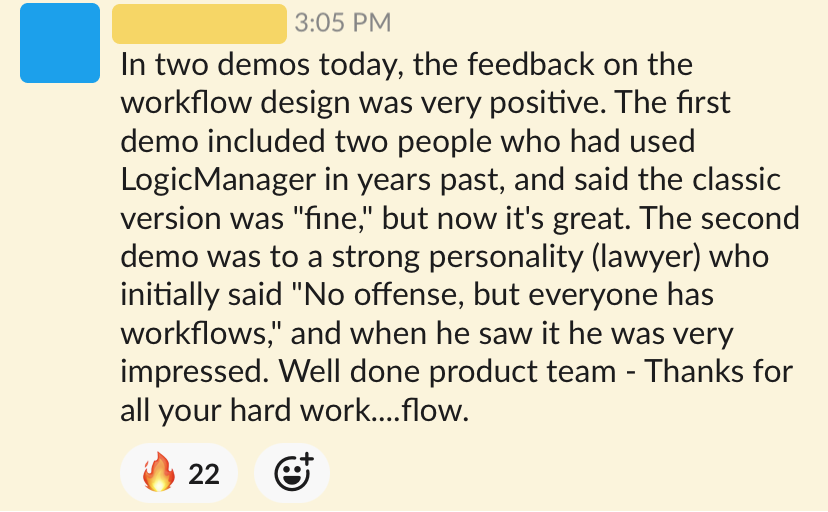 3:05 PM
In two demos today, the feedback on the
workflow design was very positive. The first
demo included two people who had used
LogicManager in years past, and said the classic
version was "fine," but now it's great. The second
demo was to a strong personality (lawyer) who
initially said "No offense, but everyone has
workflows," and when he saw it he was very
impressed. Well done product team - Thanks for
all your hard work....flow.
22